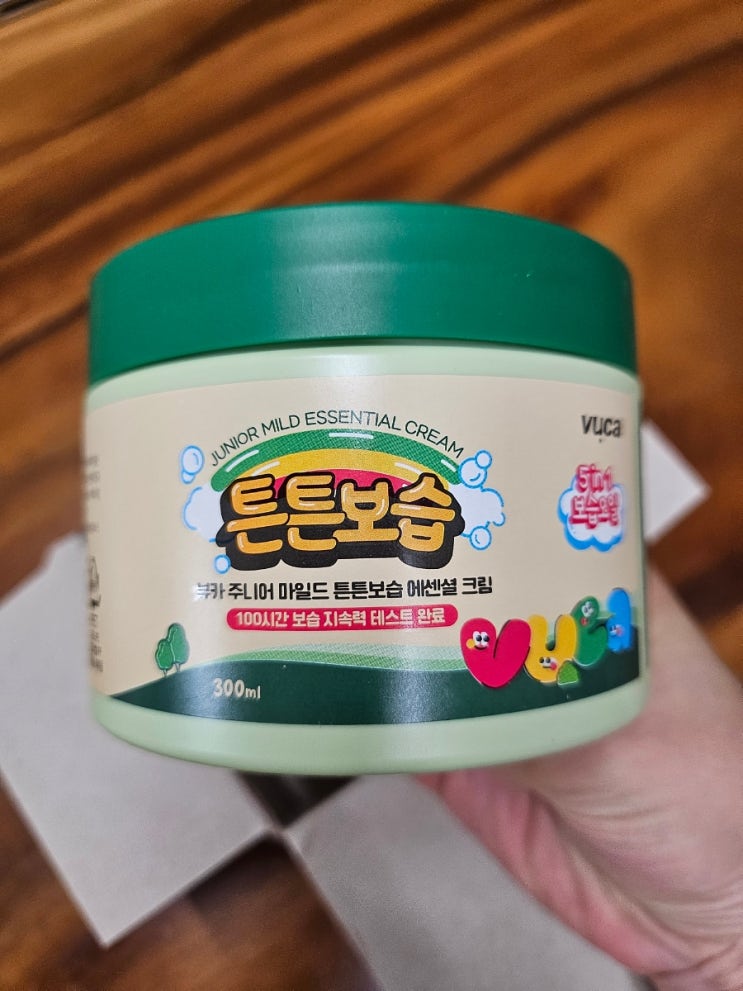 JUNIOR MILD ESSENTIAL CREAM
튼튼보습
뷰카 주니어 마일드 튼튼보습 에센셜 크림
100시간 보습 지속력 테스트 완료
300ml
vuca
5in1
보습오일
vuca